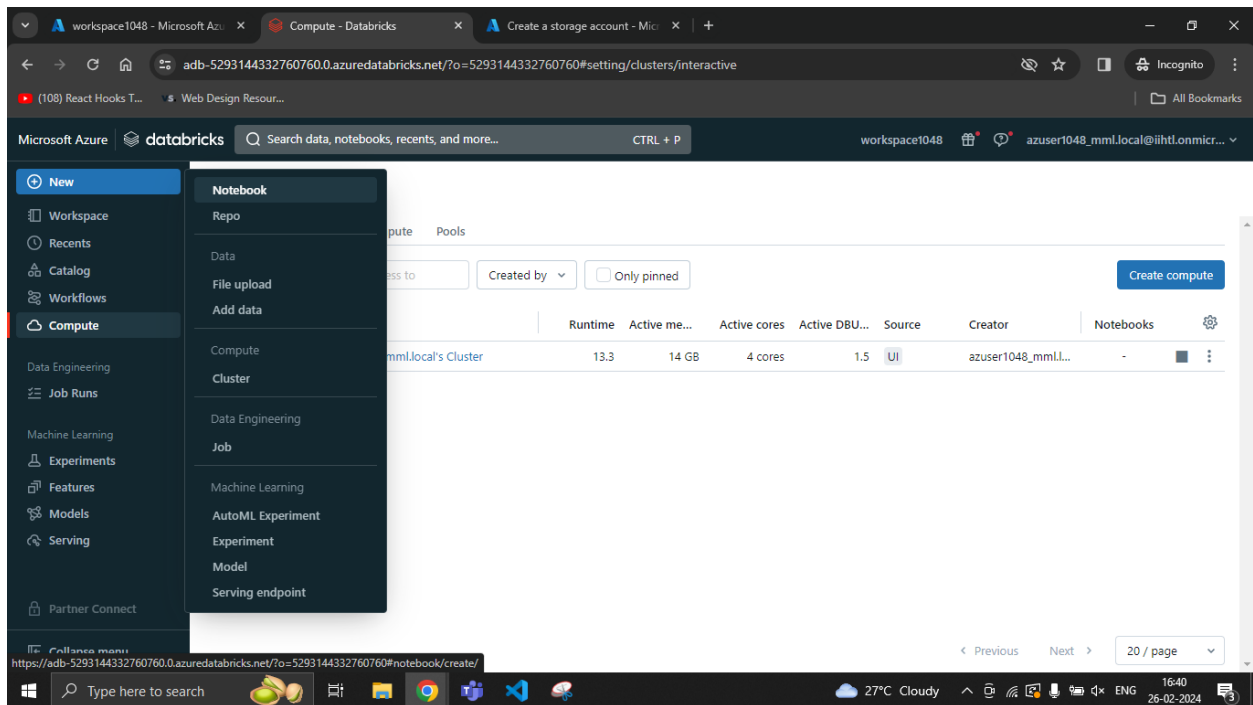 workspace1048 - Microsoft Azu
Compute - Databricks
Create a storage account - Mic
adb-5293144332760760.0.azuredatabricks.net/?o=5293144332760760#setting/clusters/interactive
Incognito
(108) React Hooks T...
VS Web Design Resour...
All Bookmarks
Microsoft Azure
databricks
Search data, notebooks, recents, and more...
CTRL + P
workspace1048
azuser1048_mml.local@iihtl.onmicr...
New
Workspace
Recents
Catalog
Workflows
Compute
Data Engineering
Job Runs
Machine Learning
Experiments
Features
Models
Serving
Partner Connect
Collapse menu
Notebook
Repo
Data
File upload
Add data
Compute
Cluster
Data Engineering
Job
Machine Learning
AutoML Experiment
Experiment
Model
Serving endpoint
pute
Pools
ess to
Created by
Only pinned
Create compute
Runtime
Active me...
Active cores
Active DBU...
Source
Creator
Notebooks
mml.local's Cluster
13.3
14 GB
4 cores
1.5
UI
azuser1048_mml.l...
-
Previous
Next
20 / page
https://adb-5293144332760760.0.azuredatabricks.net/?o=5293144332760760#notebook/create/
Type here to search
27°C Cloudy
ENG
16:40
26-02-2024
3